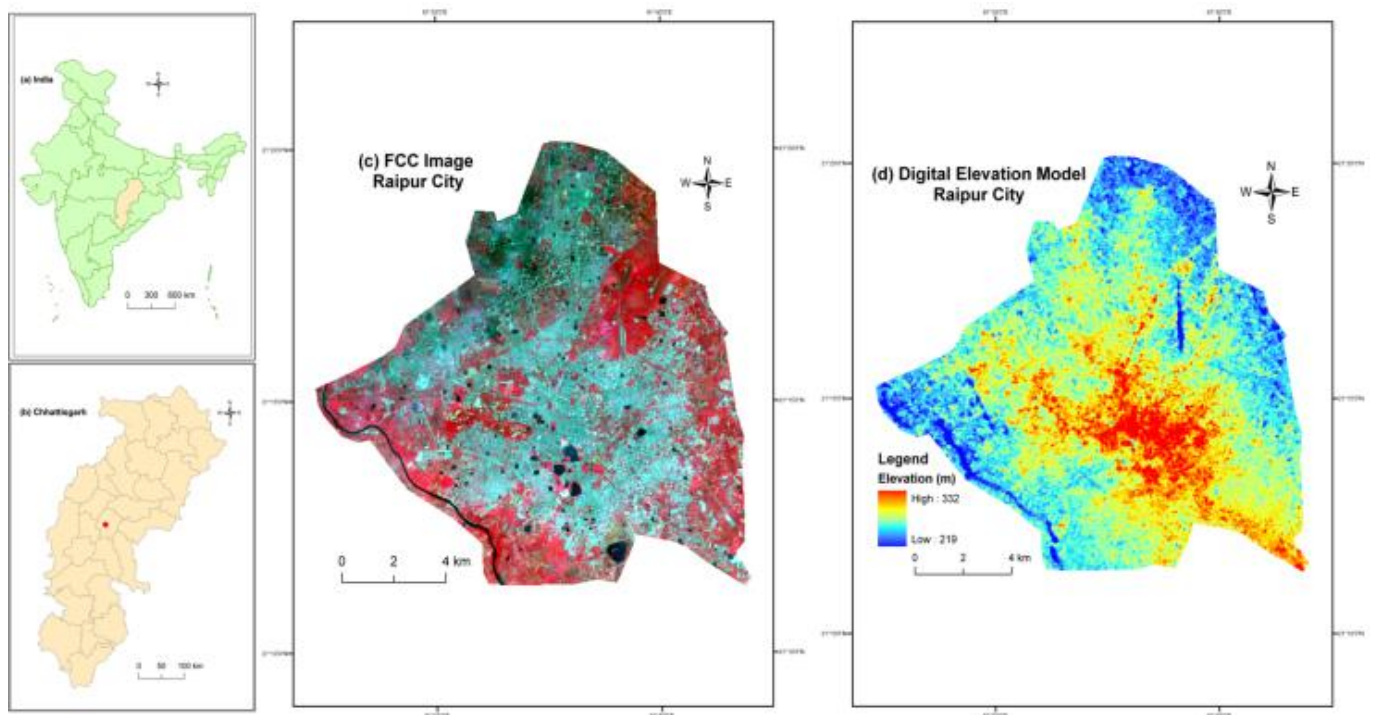 (a) India
0 300 600 km
(b) Chhattisgarh
0 50 100 km
(c) FCC Image
Raipur City
N
W E
S
0 2 4 km
(d) Digital Elevation Model
Raipur City
N
W E
S
Legend
Elevation (m)
High : 332
Low : 219
0 2 4 km